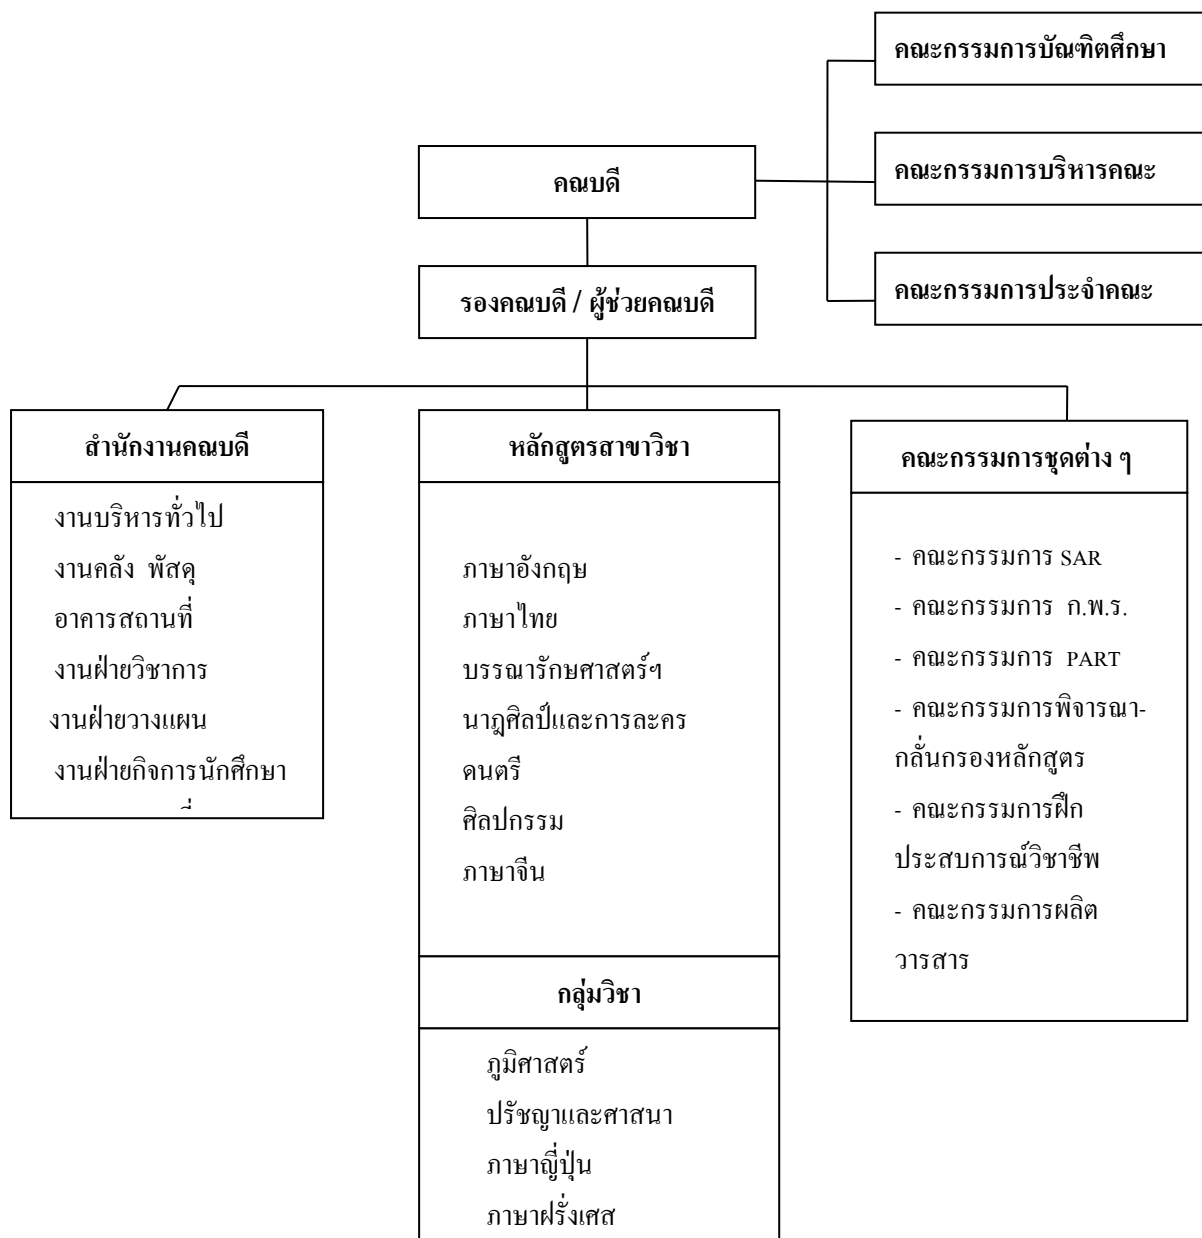 คณะกรรมการบัณฑิตศึกษา
คณบดี
คณะกรรมการบริหารคณะ
รองคณบดี / ผู้ช่วยคณบดี
คณะกรรมการประจำคณะ
สำนักงานคณบดี
งานบริหารทั่วไป
งานคลัง พัสดุ
อาคารสถานที่
งานฝ่ายวิชาการ
งานฝ่ายวางแผน
งานฝ่ายกิจการนักศึกษา
หลักสูตรสาขาวิชา
ภาษาอังกฤษ
ภาษาไทย
บรรณารักษศาสตร์ฯ
นาฏศิลป์และการละคร
ดนตรี
ศิลปกรรม
ภาษาจีน
กลุ่มวิชา
ภูมิศาสตร์
ปรัชญาและศาสนา
ภาษาญี่ปุ่น
ภาษาฝรั่งเศส
คณะกรรมการชุดต่าง ๆ
- คณะกรรมการ SAR
- คณะกรรมการ ก.พ.ร.
- คณะกรรมการ PART
- คณะกรรมการพิจารณา-
กลั่นกรองหลักสูตร
- คณะกรรมการฝึก
ประสบการณ์วิชาชีพ
- คณะกรรมการผลิต
วารสาร